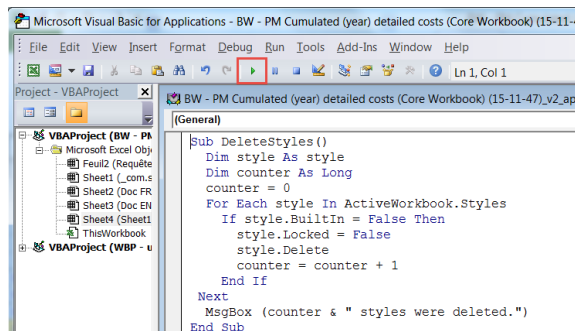 Microsoft Visual Basic for Applications - BW - PM Cumulated (year) detailed costs (Core Workbook) (15-11-
File Edit View Insert Format Debug Run Tools Add-Ins Window Help
Ln 1, Col 1
Project - VBAProject
BW - PM Cumulated (year) detailed costs (Core Workbook) (15-11-47)_v2_ap
(General)
VBAProject (BW - PM
Microsoft Excel Obje
Feuil2 (Requête
Sheet1 (_com.s
Sheet2 (Doc FR
Sheet3 (Doc EN
Sheet4 (Sheet1
ThisWorkbook
VBAProject (WBP - u
Sub DeleteStyles()
Dim style As style
Dim counter As Long
counter = 0
For Each style In ActiveWorkbook.Styles
If style.BuiltIn = False Then
style.Locked = False
style.Delete
counter = counter + 1
End If
Next
MsgBox (counter & " styles were deleted.")
End Sub